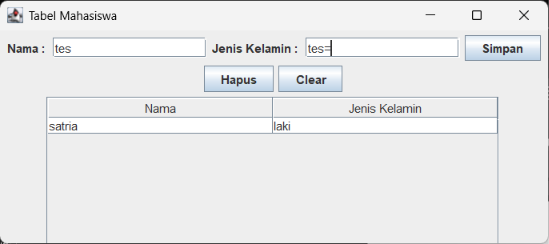 Tabel Mahasiswa
Nama : tes Jenis Kelamin : tes= Simpan
Hapus Clear
Nama Jenis Kelamin
satria laki